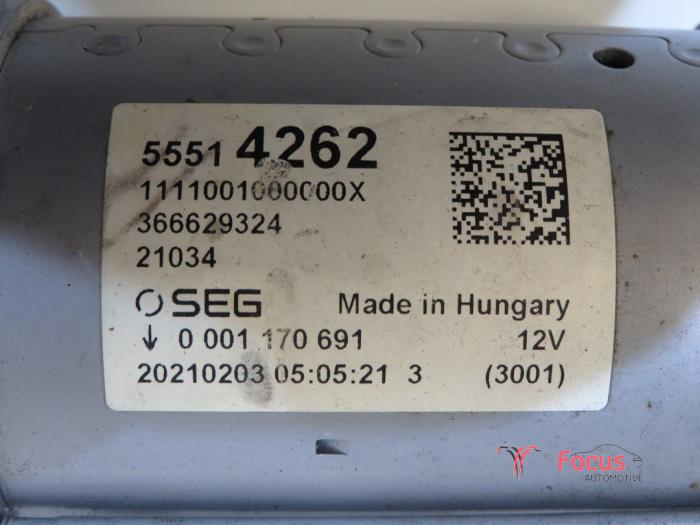 5551 4262
1111001000000X
366629324
21034
SEG Made in Hungary
↓ 0 001 170 691 12V
20210203 05:05:21 3 (3001)
Focus
AUTOMOTIVE